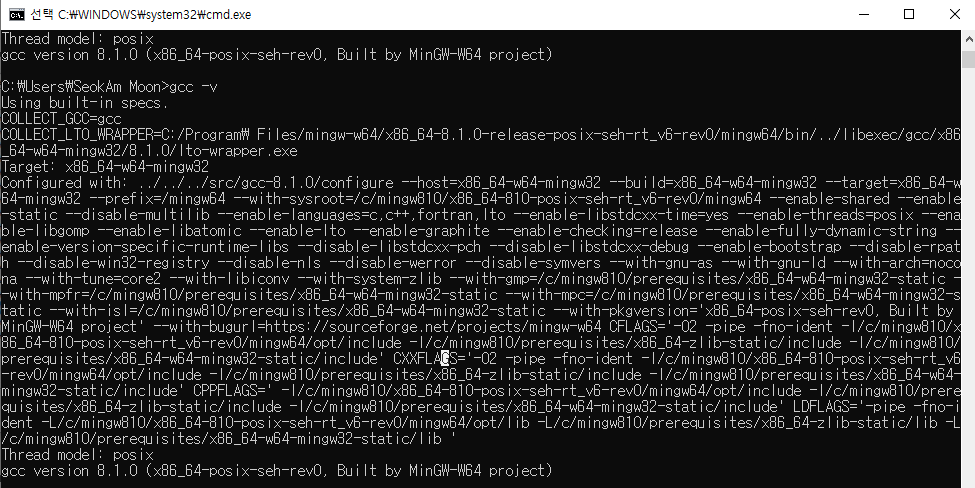 선택 C:₩WINDOWS₩system32₩cmd.exe
Thread model: posix
gcc version 8.1.0 (x86_64-posix-seh-rev0, Built by MinGW-W64 project)
C:₩Users₩SeokAm Moon>gcc -v
Using built-in specs.
COLLECT_GCC=gcc
COLLECT_LTO_WRAPPER=C:/Program₩ Files/mingw-w64/x86_64-8.1.0-release-posix-seh-rt_v6-rev0/mingw64/bin/../libexec/gcc/x86
_64-w64-mingw32/8.1.0/lto-wrapper.exe
Target: x86_64-w64-mingw32
Configured with: ../../../src/gcc-8.1.0/configure --host=x86_64-w64-mingw32 --build=x86_64-w64-mingw32 --target=x86_64-w
64-mingw32 --prefix=/mingw64 --with-sysroot=/c/mingw810/x86_64-810-posix-seh-rt_v6-rev0/mingw64 --enable-shared --enable
-static --disable-multilib --enable-languages=c,c++,fortran,lto --enable-libstdcxx-time=yes --enable-threads=posix --ena
ble-libgomp --enable-libatomic --enable-lto --enable-graphite --enable-checking=release --enable-fully-dynamic-string --
enable-version-specific-runtime-libs --disable-libstdcxx-pch --disable-libstdcxx-debug --enable-bootstrap --disable-rpat
h --disable-win32-registry --disable-nls --disable-werror --disable-symvers --with-gnu-as --with-gnu-ld --with-arch=noco
na --with-tune=core2 --with-libiconv --with-system-zlib --with-gmp=/c/mingw810/prerequisites/x86_64-w64-mingw32-static -
-with-mpfr=/c/mingw810/prerequisites/x86_64-w64-mingw32-static --with-mpc=/c/mingw810/prerequisites/x86_64-w64-mingw32-s
tatic --with-isl=/c/mingw810/prerequisites/x86_64-w64-mingw32-static --with-pkgversion='x86_64-posix-seh-rev0, Built by
MinGW-W64 project' --with-bugurl=https://sourceforge.net/projects/mingw-w64 CFLAGS='-O2 -pipe -fno-ident -I/c/mingw810/x
86_64-810-posix-seh-rt_v6-rev0/mingw64/opt/include -I/c/mingw810/prerequisites/x86_64-zlib-static/include -I/c/mingw810/
prerequisites/x86_64-w64-mingw32-static/include' CXXFLAGS='-O2 -pipe -fno-ident -I/c/mingw810/x86_64-810-posix-seh-rt_v6
-rev0/mingw64/opt/include -I/c/mingw810/prerequisites/x86_64-zlib-static/include -I/c/mingw810/prerequisites/x86_64-w64-
mingw32-static/include' CPPFLAGS=' -I/c/mingw810/x86_64-810-posix-seh-rt_v6-rev0/mingw64/opt/include -I/c/mingw810/prere
quisites/x86_64-zlib-static/include -I/c/mingw810/prerequisites/x86_64-w64-mingw32-static/include' LDFLAGS='-pipe -fno-i
dent -L/c/mingw810/x86_64-810-posix-seh-rt_v6-rev0/mingw64/opt/lib -L/c/mingw810/prerequisites/x86_64-zlib-static/lib -L
/c/mingw810/prerequisites/x86_64-w64-mingw32-static/lib '
Thread model: posix
gcc version 8.1.0 (x86_64-posix-seh-rev0, Built by MinGW-W64 project)